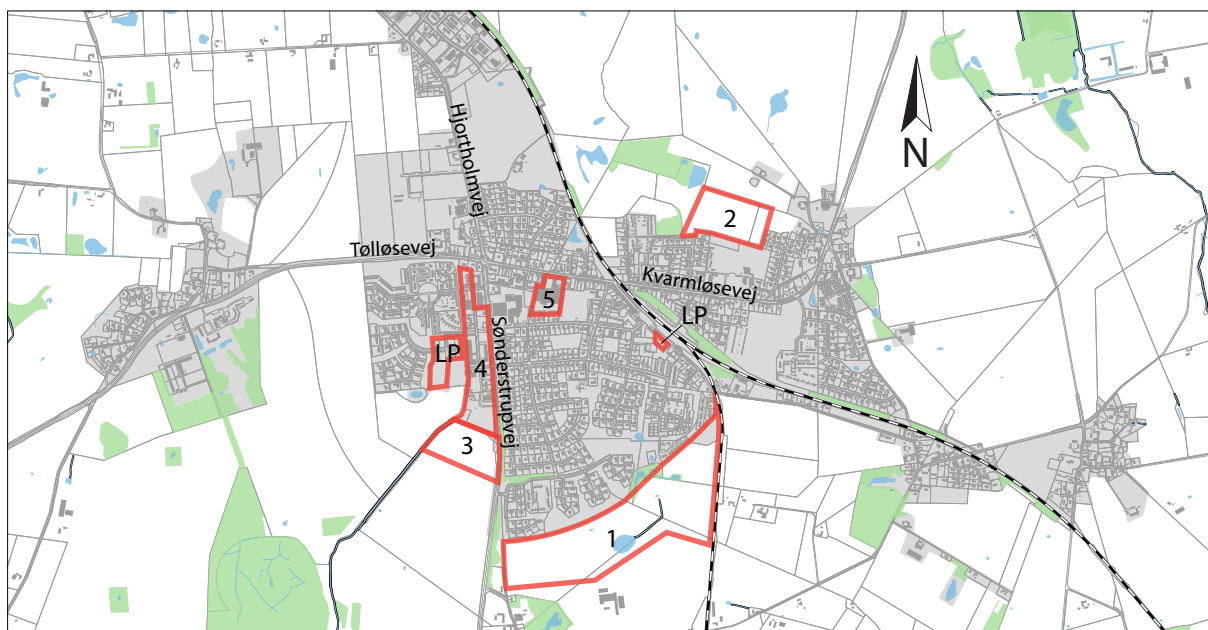 Hjortholmvej
N
2
Tølløsevej
Kvarmløsevej
5
LP
Sønderstrupvej
LP
4
3
1